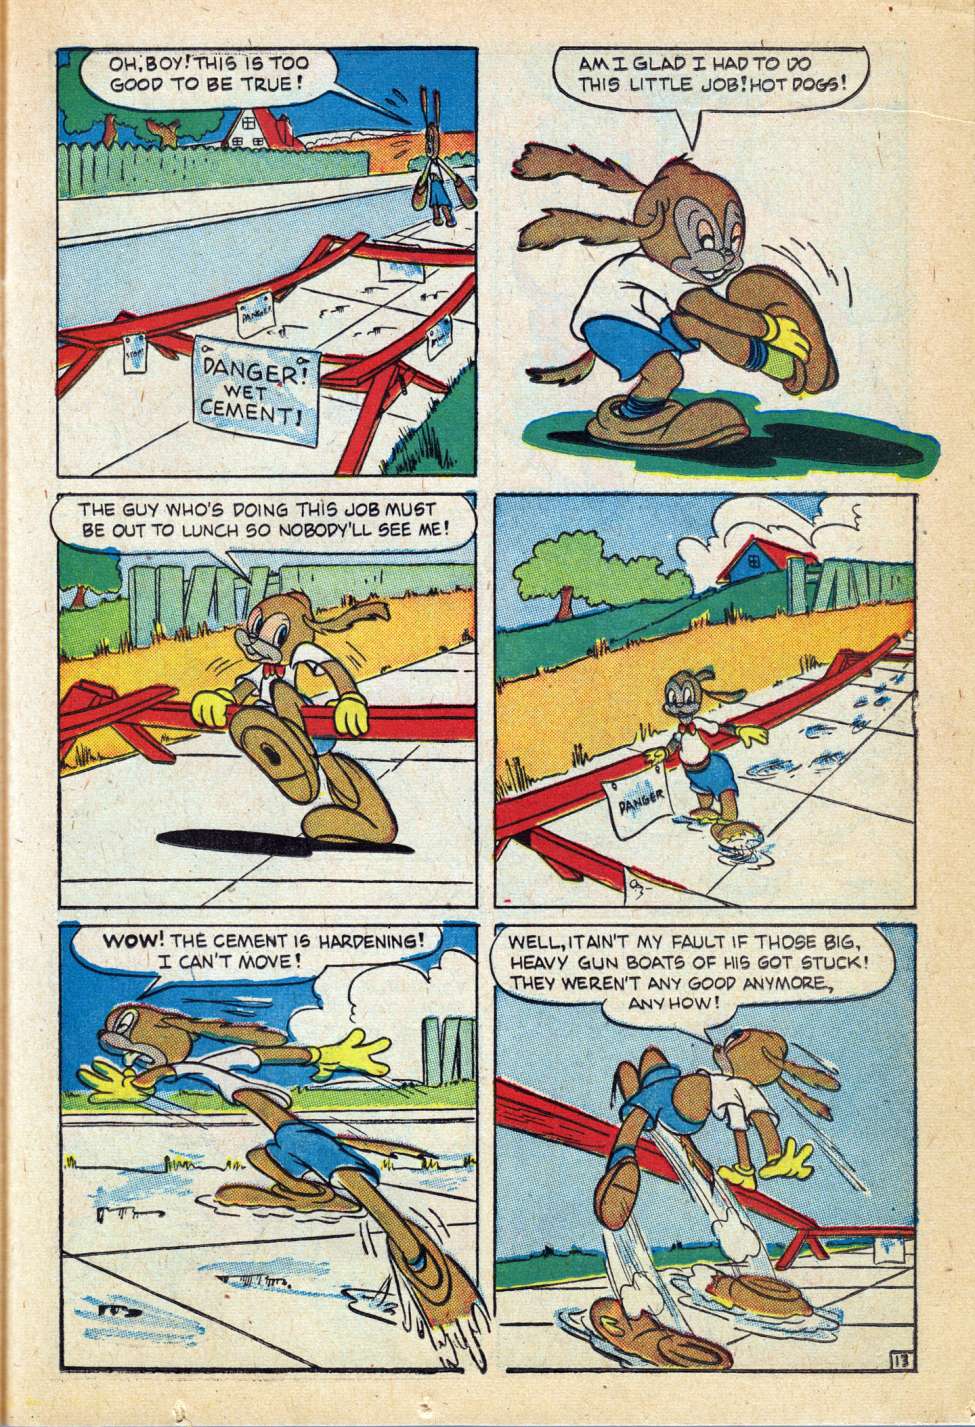 OH, BOY! THIS IS TOO
GOOD TO BE TRUE!
DANGER
STOP!
DANGER!
WET
CEMENT!
AM I GLAD I HAD TO DO
THIS LITTLE JOB! HOT DOGS!
THE GUY WHO'S DOING THIS JOB MUST
BE OUT TO LUNCH SO NOBODY'LL SEE ME!
DANGER
WOW! THE CEMENT IS HARDENING!
I CAN'T MOVE!
WELL, IT AIN'T MY FAULT IF THOSE BIG,
HEAVY GUN BOATS OF HIS GOT STUCK!
THEY WEREN'T ANY GOOD ANYMORE,
ANYHOW!
13